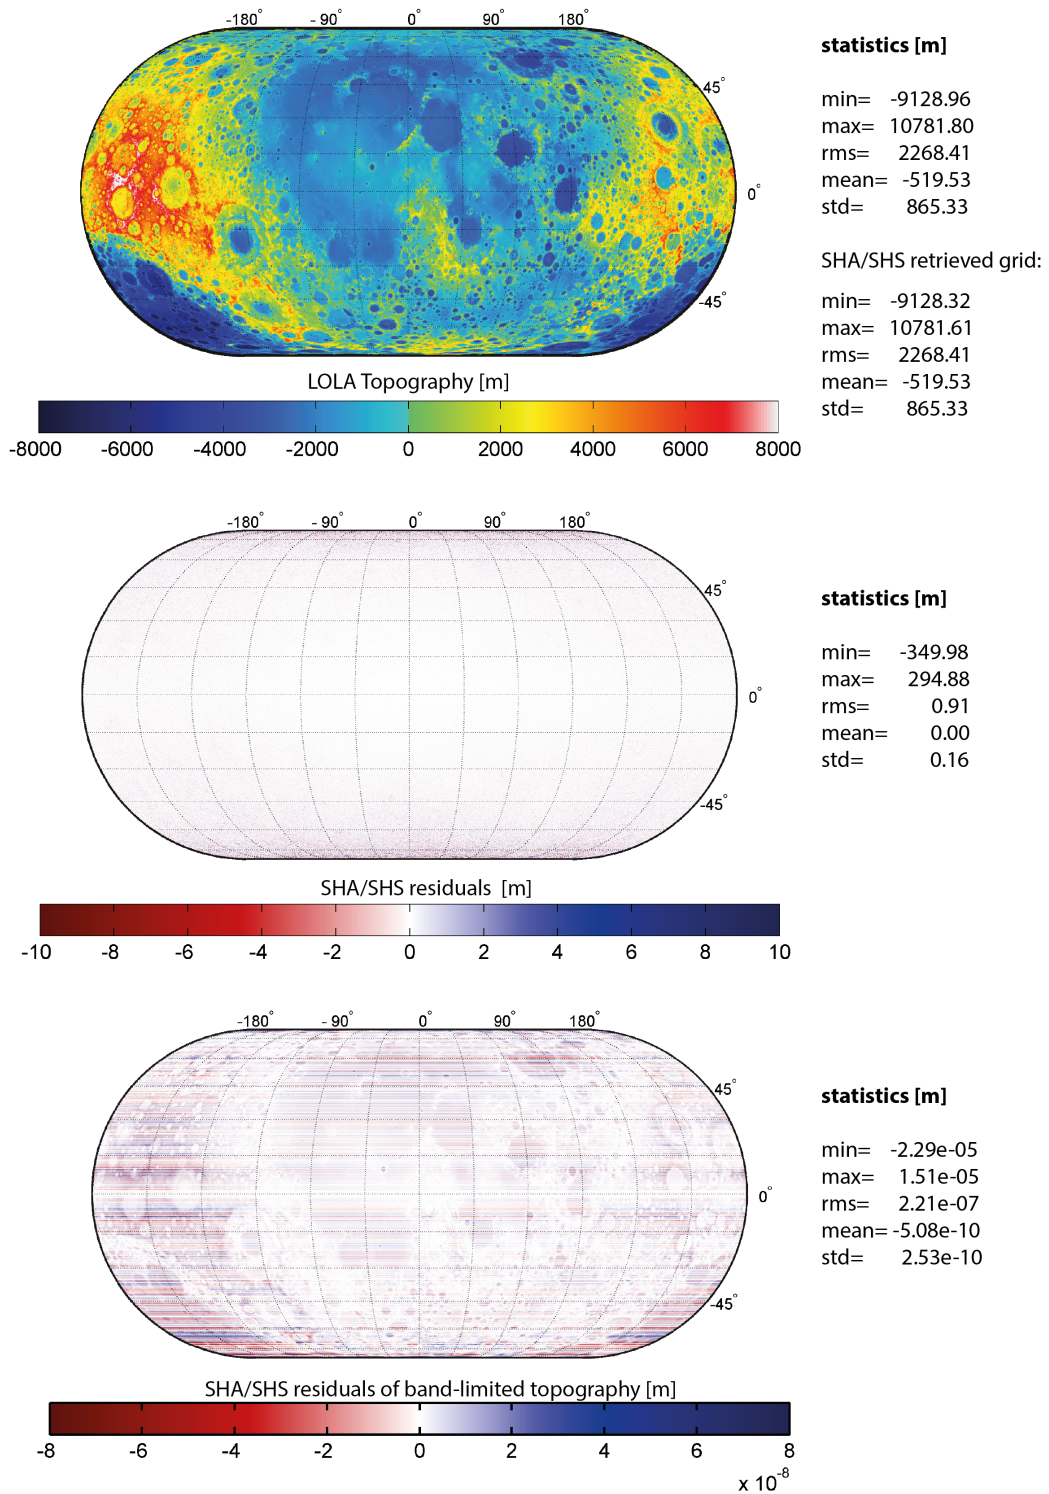 -180° -90° 0° 90° 180°
45°
0°
-45°
LOLA Topography [m]
-8000 -6000 -4000 -2000 0 2000 4000 6000 8000
statistics [m]
min= -9128.96
max= 10781.80
rms= 2268.41
mean= -519.53
std= 865.33
SHA/SHS retrieved grid:
min= -9128.32
max= 10781.61
rms= 2268.41
mean= -519.53
std= 865.33
-180° -90° 0° 90° 180°
45°
0°
-45°
SHA/SHS residuals [m]
-10 -8 -6 -4 -2 0 2 4 6 8 10
statistics [m]
min= -349.98
max= 294.88
rms= 0.91
mean= 0.00
std= 0.16
-180° -90° 0° 90° 180°
45°
0°
-45°
SHA/SHS residuals of band-limited topography [m]
-8 -6 -4 -2 0 2 4 6 8
x 10⁻⁸
statistics [m]
min= -2.29e-05
max= 1.51e-05
rms= 2.21e-07
mean= -5.08e-10
std= 2.53e-10